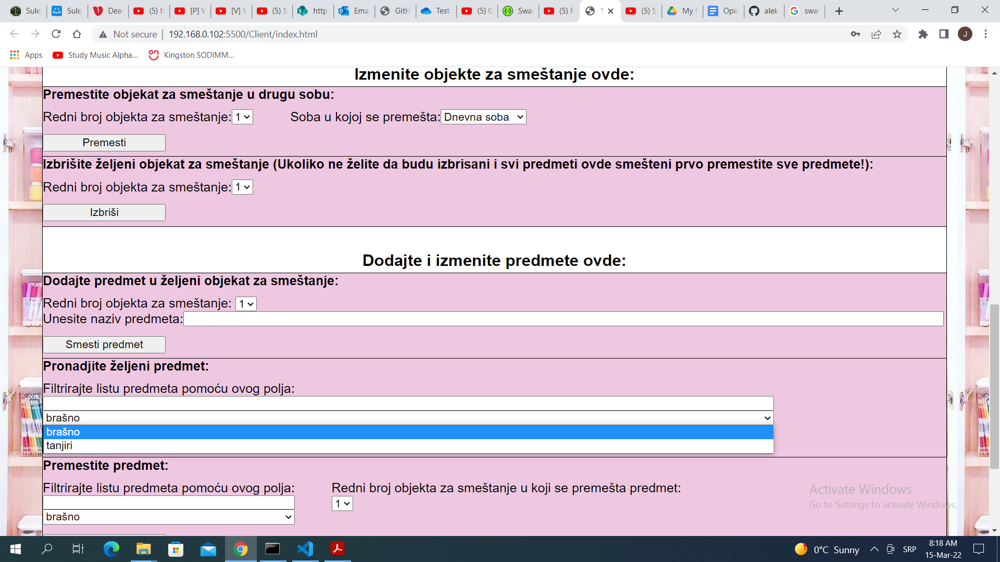 Sule
Sule
Dead
(5) h
[P] V
[V] V
(5) S
http
Ema
GitH
Test
(5) 0
Swa
(5) F
1
(5) S
My D
Opis
alek
swa
Not secure
192.168.0.102:5500/Client/index.html
J
Apps
Study Music Alpha...
Kingston SODIMM...
Izmenite objekte za smeštanje ovde:
Premestite objekat za smeštanje u drugu sobu:
Redni broj objekta za smeštanje: 1 Soba u kojoj se premešta: Dnevna soba
Premesti
Izbrišite željeni objekat za smeštanje (Ukoliko ne želite da budu izbrisani i svi predmeti ovde smešteni prvo premestite sve predmete!):
Redni broj objekta za smeštanje: 1
Izbriši
Dodajte i izmenite predmete ovde:
Dodajte predmet u željeni objekat za smeštanje:
Redni broj objekta za smeštanje: 1
Unesite naziv predmeta:
Smesti predmet
Pronadjite željeni predmet:
Filtrirajte listu predmeta pomoću ovog polja:
brašno
brašno
tanjiri
Premestite predmet:
Filtrirajte listu predmeta pomoću ovog polja: Redni broj objekta za smeštanje u koji se premešta predmet:
1
brašno
Activate Windows
Go to Settings to activate Windows.
0°C Sunny
SRP
8:18 AM
15-Mar-22